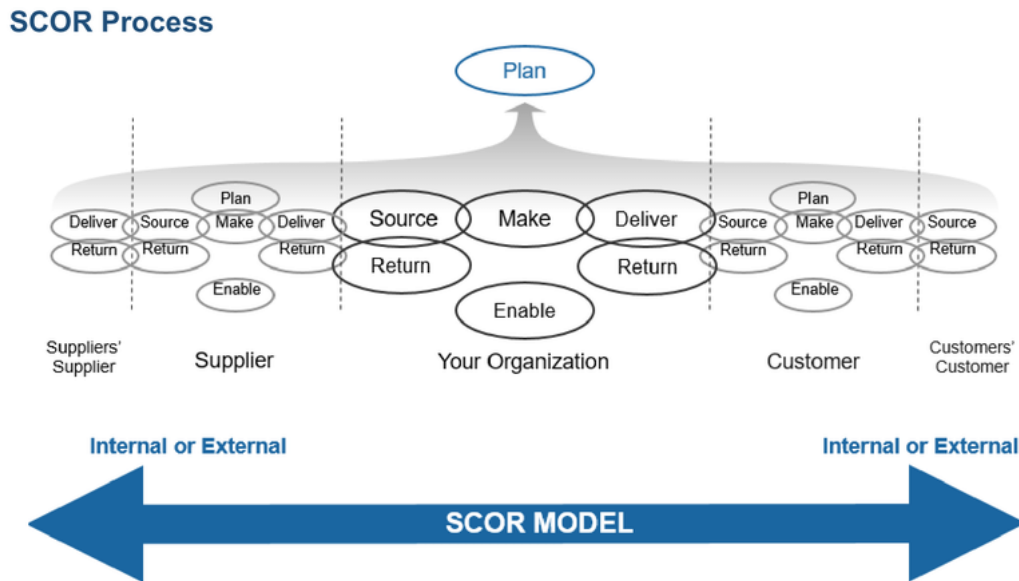 SCOR Process
Plan
Plan
Plan
Deliver Source Make Deliver Source Make Deliver Source Make Deliver Source
Return Return Return Return Return Return Return Return
Enable Enable Enable
Suppliers'
Supplier
Supplier
Your Organization
Customer
Customers'
Customer
Internal or External
Internal or External
SCOR MODEL